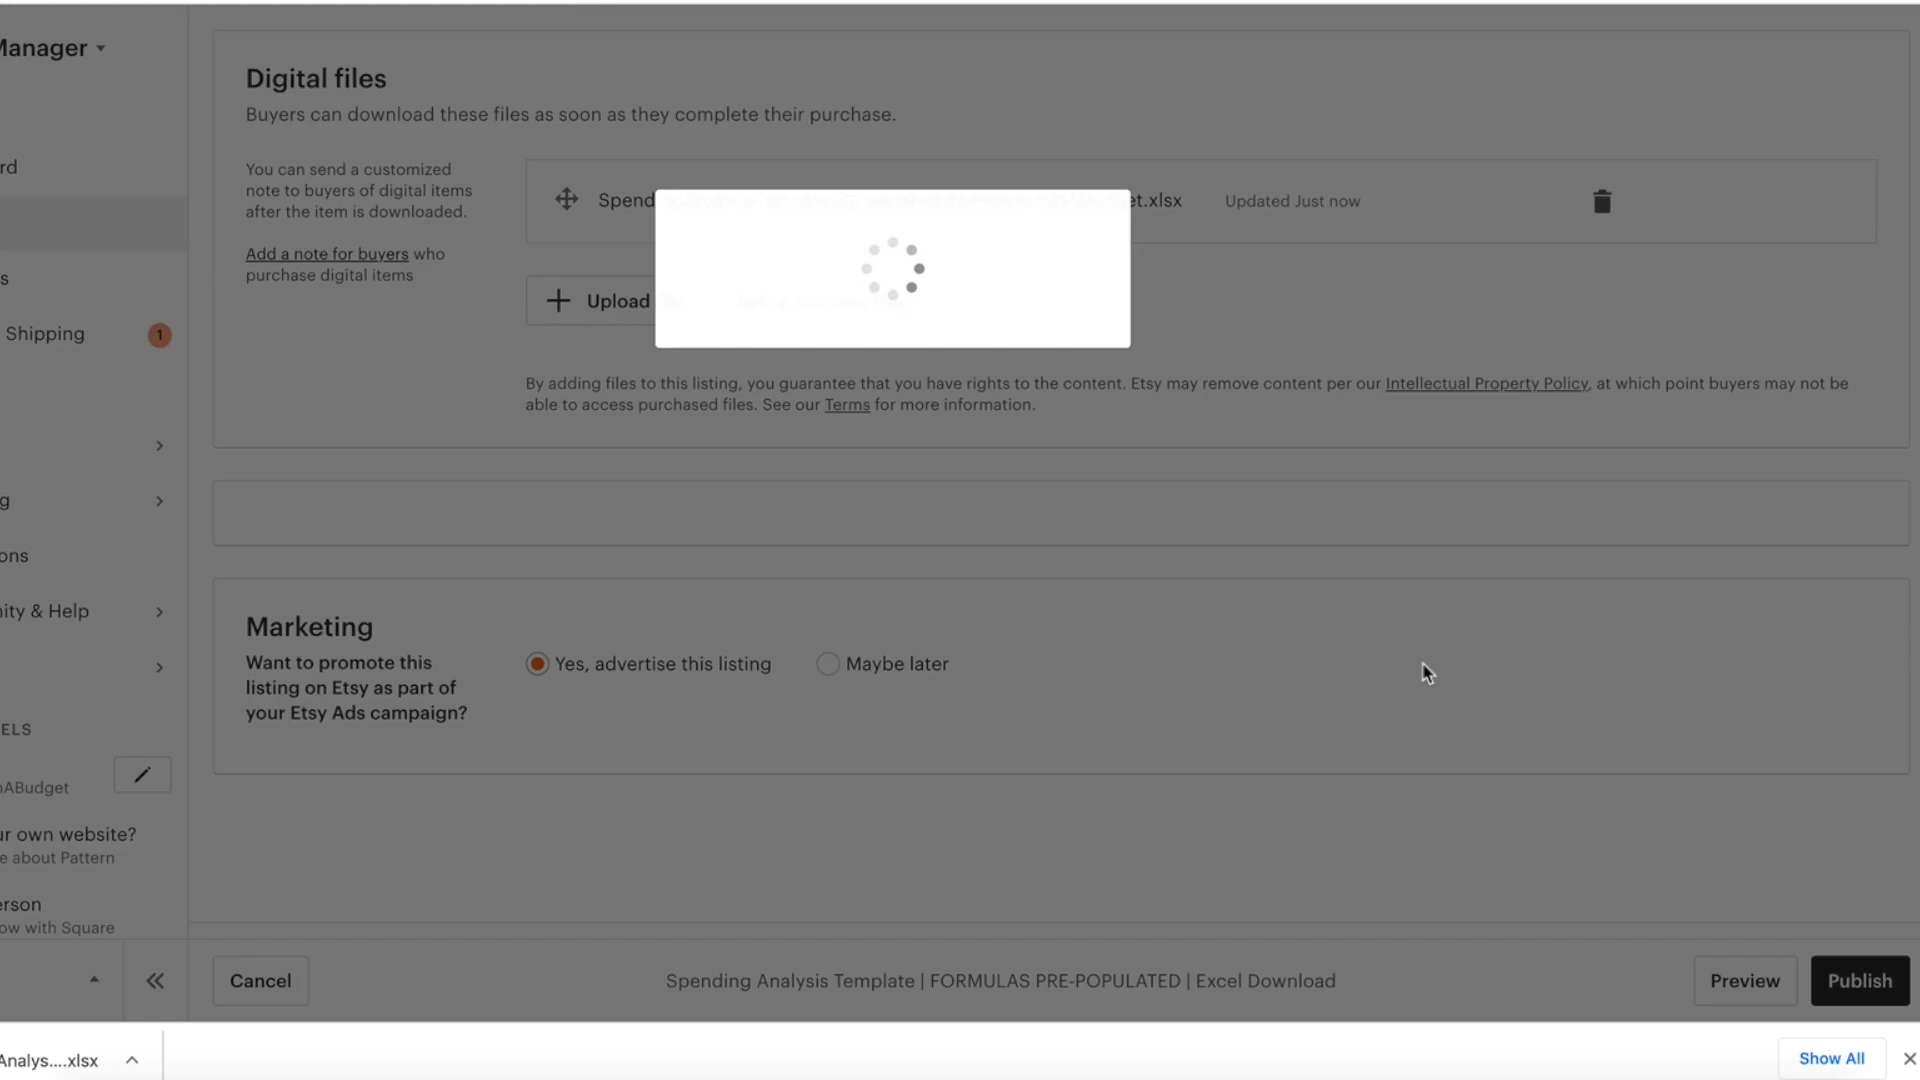 Manager
rd
s
Shipping
1
g
ons
ity & Help
ELS
ABudget
ur own website?
e about Pattern
erson
ow with Square
Digital files
Buyers can download these files as soon as they complete their purchase.
You can send a customized
note to buyers of digital items
after the item is downloaded.
Add a note for buyers who
purchase digital items
Spend
et.xlsx
Updated Just now
Upload
By adding files to this listing, you guarantee that you have rights to the content. Etsy may remove content per our Intellectual Property Policy, at which point buyers may not be
able to access purchased files. See our Terms for more information.
Marketing
Want to promote this
listing on Etsy as part of
your Etsy Ads campaign?
Yes, advertise this listing
Maybe later
Cancel
Spending Analysis Template | FORMULAS PRE-POPULATED | Excel Download
Preview
Publish
Analys....xlsx
Show All